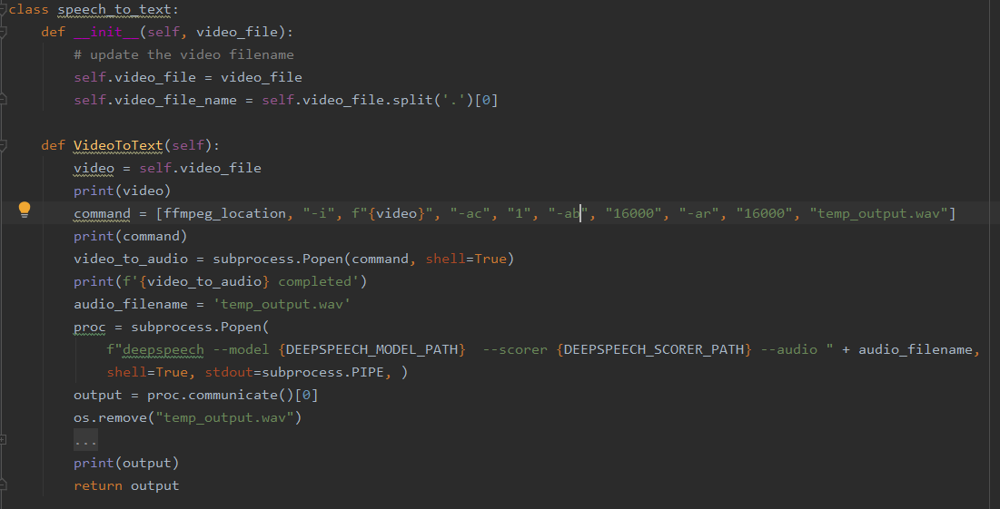 class speech_to_text:
    def __init__(self, video_file):
        # update the video filename
        self.video_file = video_file
        self.video_file_name = self.video_file.split('.')[0]

    def VideoToText(self):
        video = self.video_file
        print(video)
        command = [ffmpeg_location, "-i", f"{video}", "-ac", "1", "-ab", "16000", "-ar", "16000", "temp_output.wav"]
        print(command)
        video_to_audio = subprocess.Popen(command, shell=True)
        print(f'{video_to_audio} completed')
        audio_filename = 'temp_output.wav'
        proc = subprocess.Popen(
            f"deepspeech --model {DEEPSPEECH_MODEL_PATH}  --scorer {DEEPSPEECH_SCORER_PATH} --audio " + audio_filename,
            shell=True, stdout=subprocess.PIPE, )
        output = proc.communicate()[0]
        os.remove("temp_output.wav")
        ...
        print(output)
        return output